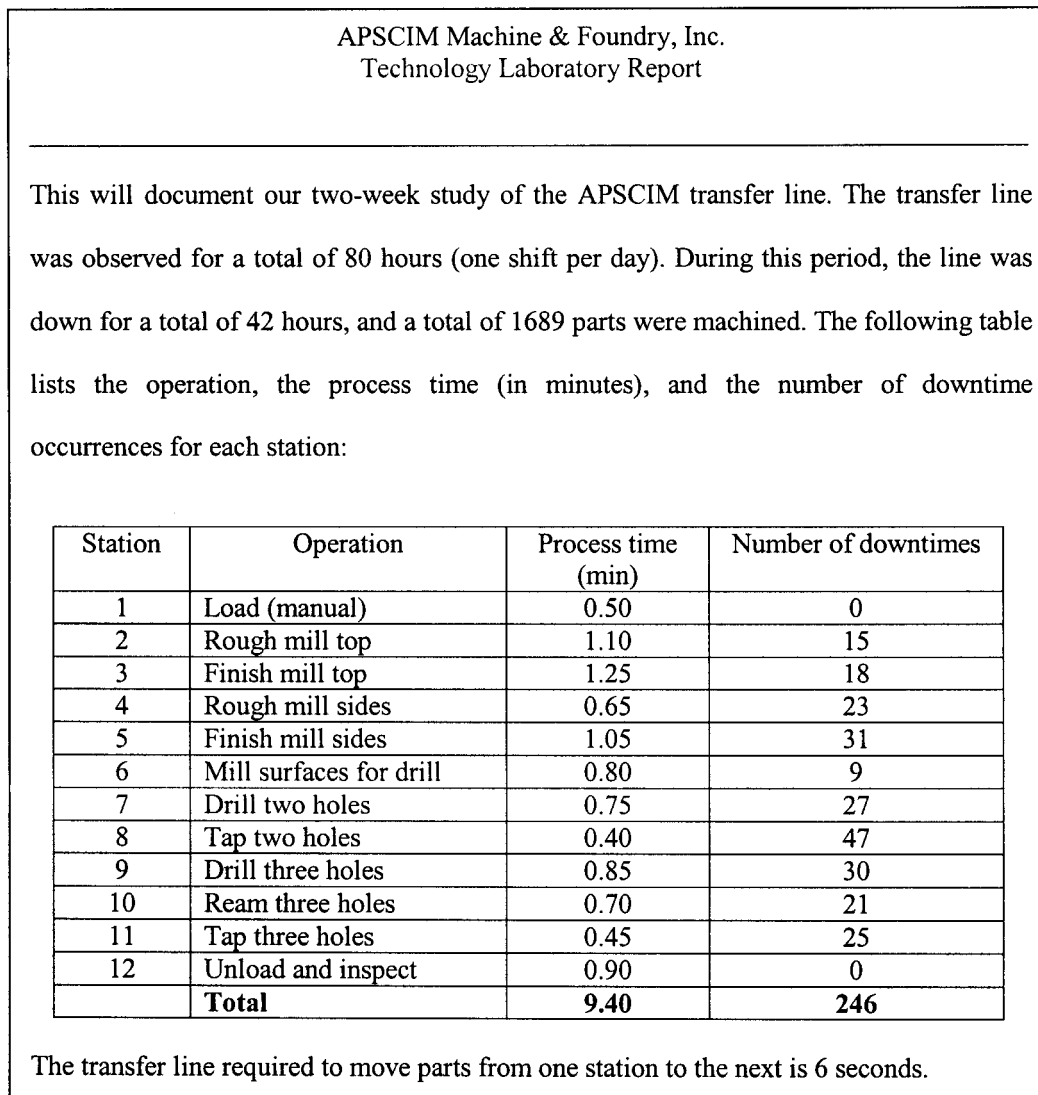 APSCIM Machine & Foundry, Inc.
Technology Laboratory Report
This will document our two-week study of the APSCIM transfer line. The transfer line
was observed for a total of 80 hours (one shift per day). During this period, the line was
down for a total of 42 hours, and a total of 1689 parts were machined. The following table
lists the operation, the process time (in minutes), and the number of downtime
occurrences for each station:
Station Operation Process time (min) Number of downtimes
1 Load (manual) 0.50 0
2 Rough mill top 1.10 15
3 Finish mill top 1.25 18
4 Rough mill sides 0.65 23
5 Finish mill sides 1.05 31
6 Mill surfaces for drill 0.80 9
7 Drill two holes 0.75 27
8 Tap two holes 0.40 47
9 Drill three holes 0.85 30
10 Ream three holes 0.70 21
11 Tap three holes 0.45 25
12 Unload and inspect 0.90 0
Total 9.40 246
The transfer line required to move parts from one station to the next is 6 seconds.